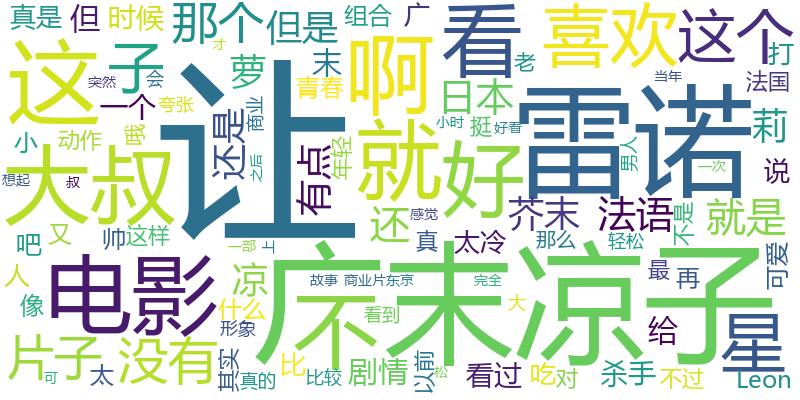 真是
但
时候
那个
但是
组合
广
看
喜欢
这个
打
才
突然
会
子
萝
末
老
当年
法国
这
让
啊
青春
日本
雷诺
一个
夸张
哦
还是
商业
小
动作
小时
挺
好看
莉
想起
叔
大叔
之后
有点
年轻
就
好
男人
一次
说
芥末
法语
就是
不是
还
感觉
吧
又
帅
这样
真
太冷
那么
轻松
可爱
一部
上
人
电影
凉
广末凉子
不
故事
商业片
东京
完全
最
再
像
什么
看到
大
给
星
形象
片子
没有
其实
比
剧情
以前
可
太
真的
比较
松
看过
吃
对
杀手
不过
Leon